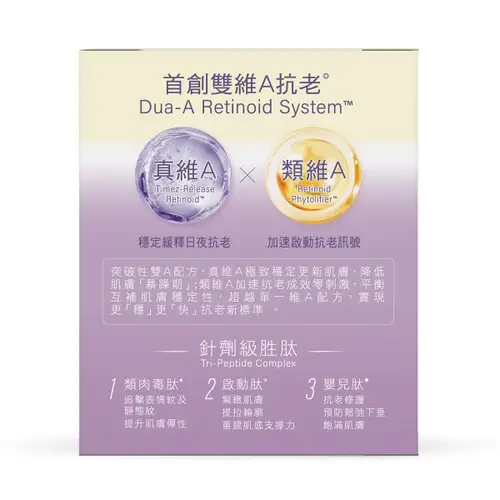 首創雙維A抗老°
Dua-A Retinoid System™
真維A
Timez-Release
Retinoid™
×
類維A
Retinoid
Phytolifter™
穩定緩釋日夜抗老
加速啟動抗老訊號
突破性雙A配方,真維A極致穩定更新肌膚,降低
肌膚「暴躁期」;類維A加速抗老成效零刺激,平衡
互補肌膚穩定性,超越單一維A配方,實現
更「穩」更「快」抗老新標準。
針劑級胜肽
Tri-Peptide Complex
1 類肉毒肽*
追擊表情紋及
靜態紋
提升肌膚彈性
2 啟動肽*
緊緻肌膚
提拉輪廓
重建肌底支撐力
3 嬰兒肽*
抗老修護
預防鬆弛下垂
飽滿肌膚